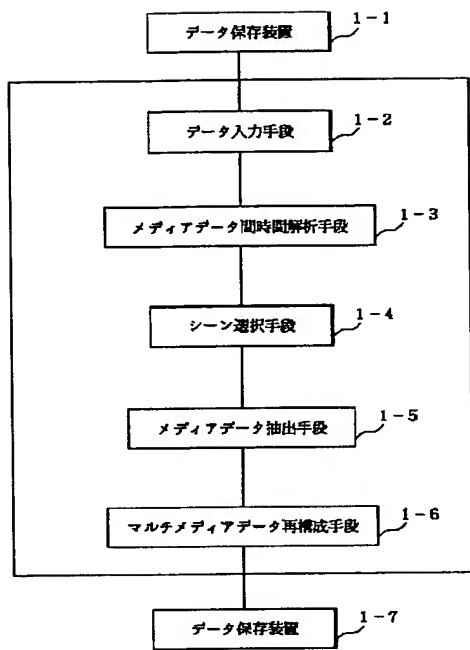 データ保存装置
1-1
データ入力手段
1-2
メディアデータ間時間解析手段
1-3
シーン選択手段
1-4
メディアデータ抽出手段
1-5
マルチメディアデータ再構成手段
1-6
データ保存装置
1-7